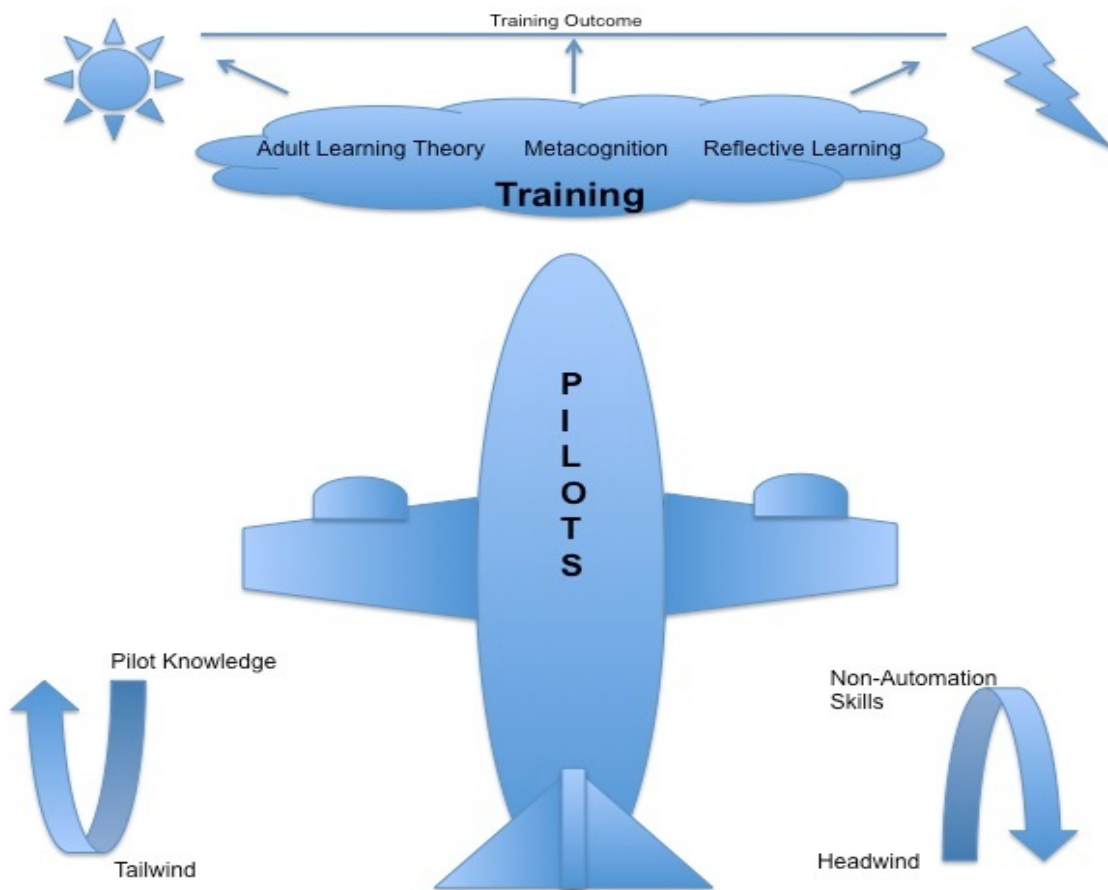 Training Outcome
Adult Learning Theory Metacognition Reflective Learning
Training
P
I
L
O
T
S
Pilot Knowledge
Non-Automation
Skills
Tailwind
Headwind